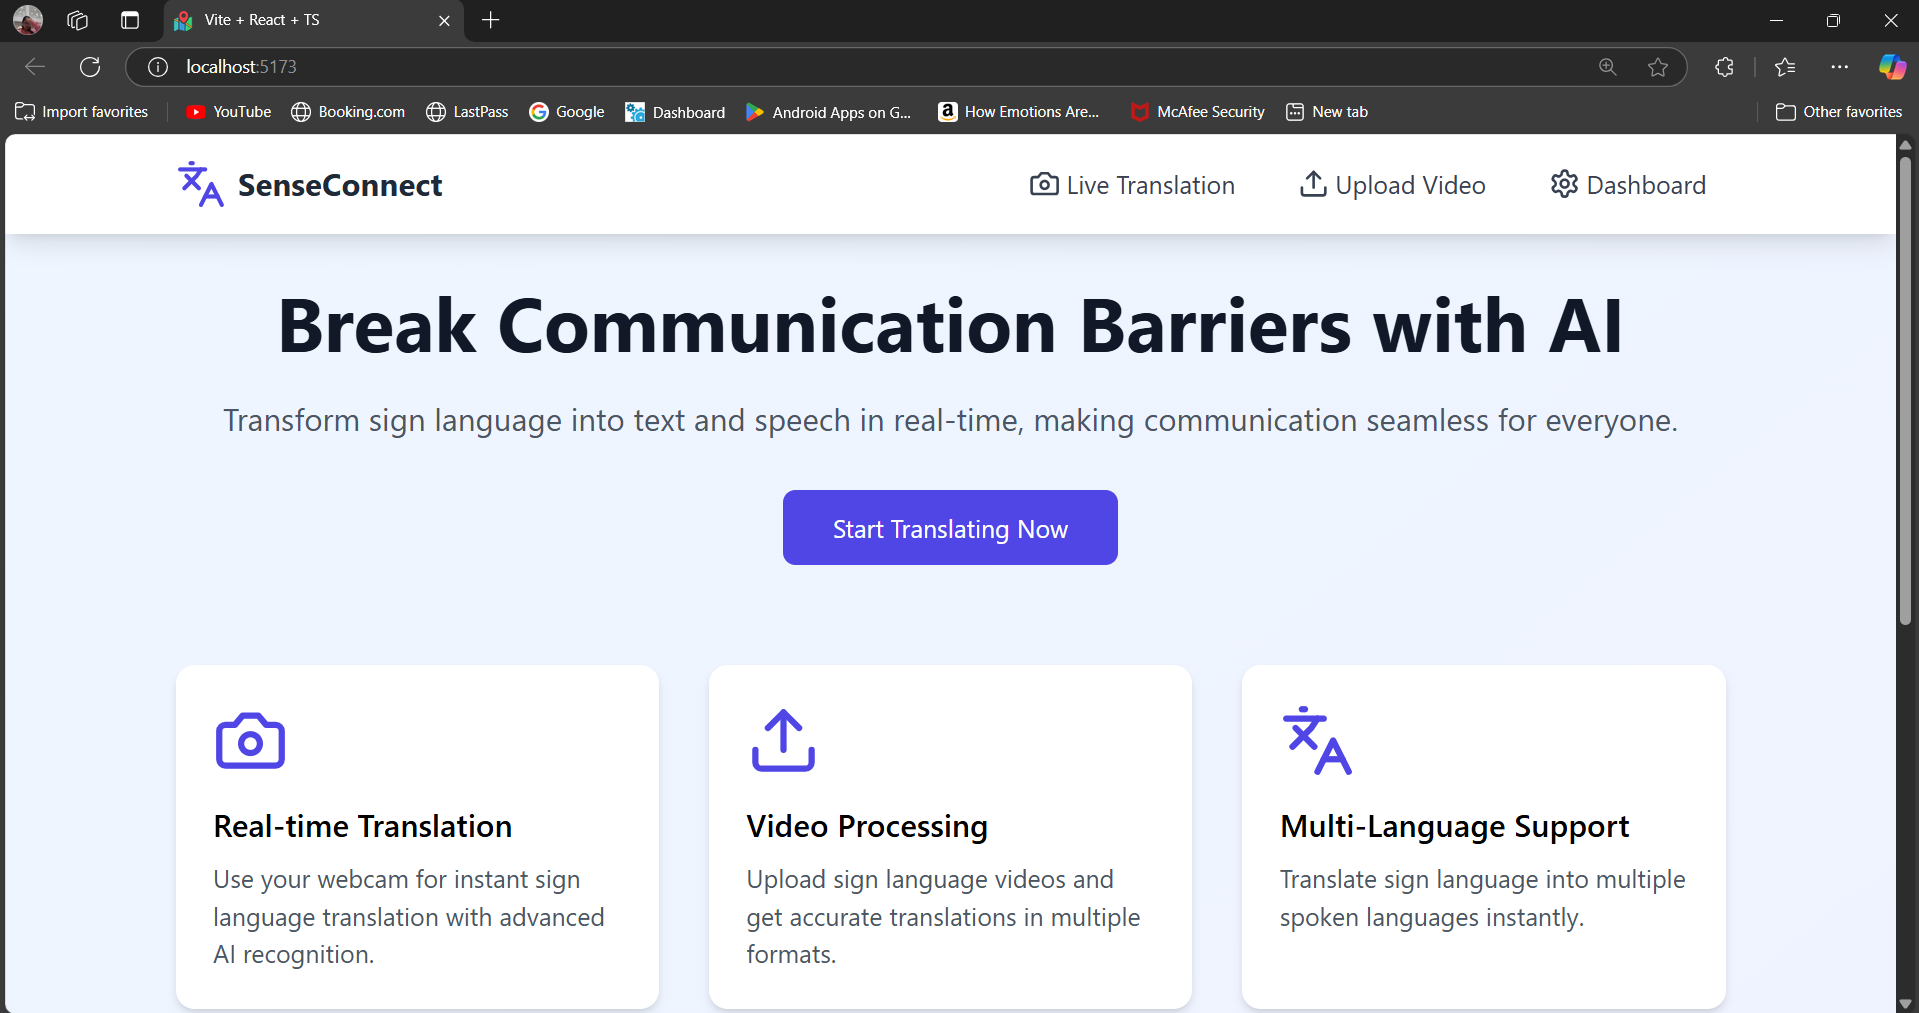 Vite + React + TS
localhost:5173
Import favorites
YouTube
Booking.com
LastPass
Google
Dashboard
Android Apps on G...
How Emotions Are...
McAfee Security
New tab
Other favorites
SenseConnect
Live Translation
Upload Video
Dashboard
Break Communication Barriers with AI
Transform sign language into text and speech in real-time, making communication seamless for everyone.
Start Translating Now
Real-time Translation
Use your webcam for instant sign
language translation with advanced
AI recognition.
Video Processing
Upload sign language videos and
get accurate translations in multiple
formats.
Multi-Language Support
Translate sign language into multiple
spoken languages instantly.